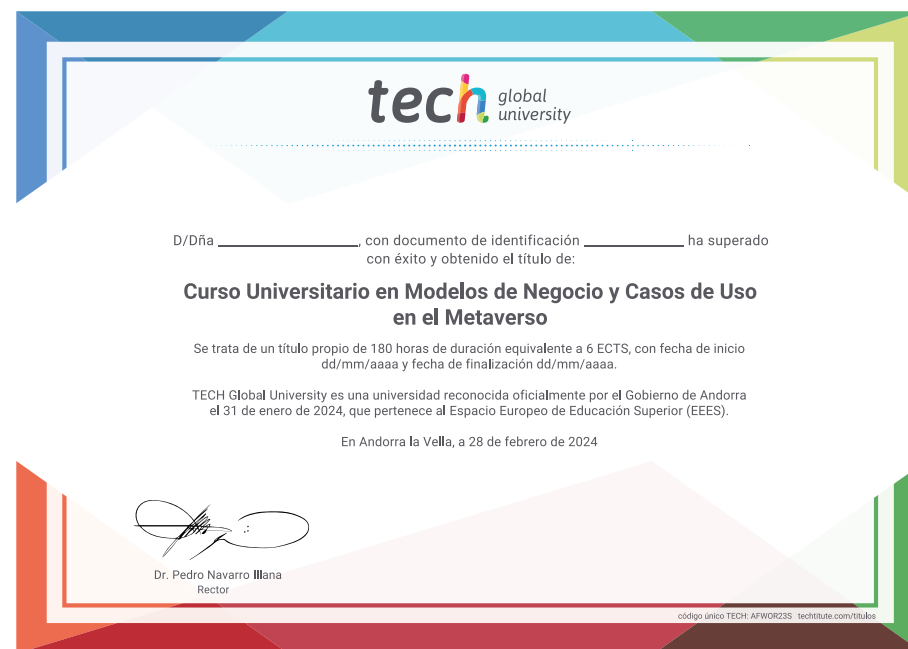 tech global university
D/Dña ____________________, con documento de identificación ______________ ha superado
con éxito y obtenido el título de:
Curso Universitario en Modelos de Negocio y Casos de Uso
en el Metaverso
Se trata de un título propio de 180 horas de duración equivalente a 6 ECTS, con fecha de inicio
dd/mm/aaaa y fecha de finalización dd/mm/aaaa.
TECH Global University es una universidad reconocida oficialmente por el Gobierno de Andorra
el 31 de enero de 2024, que pertenece al Espacio Europeo de Educación Superior (EEES).
En Andorra la Vella, a 28 de febrero de 2024
Dr. Pedro Navarro Illana
Rector
código único TECH: AFWOR23S techtitute.com/titulos